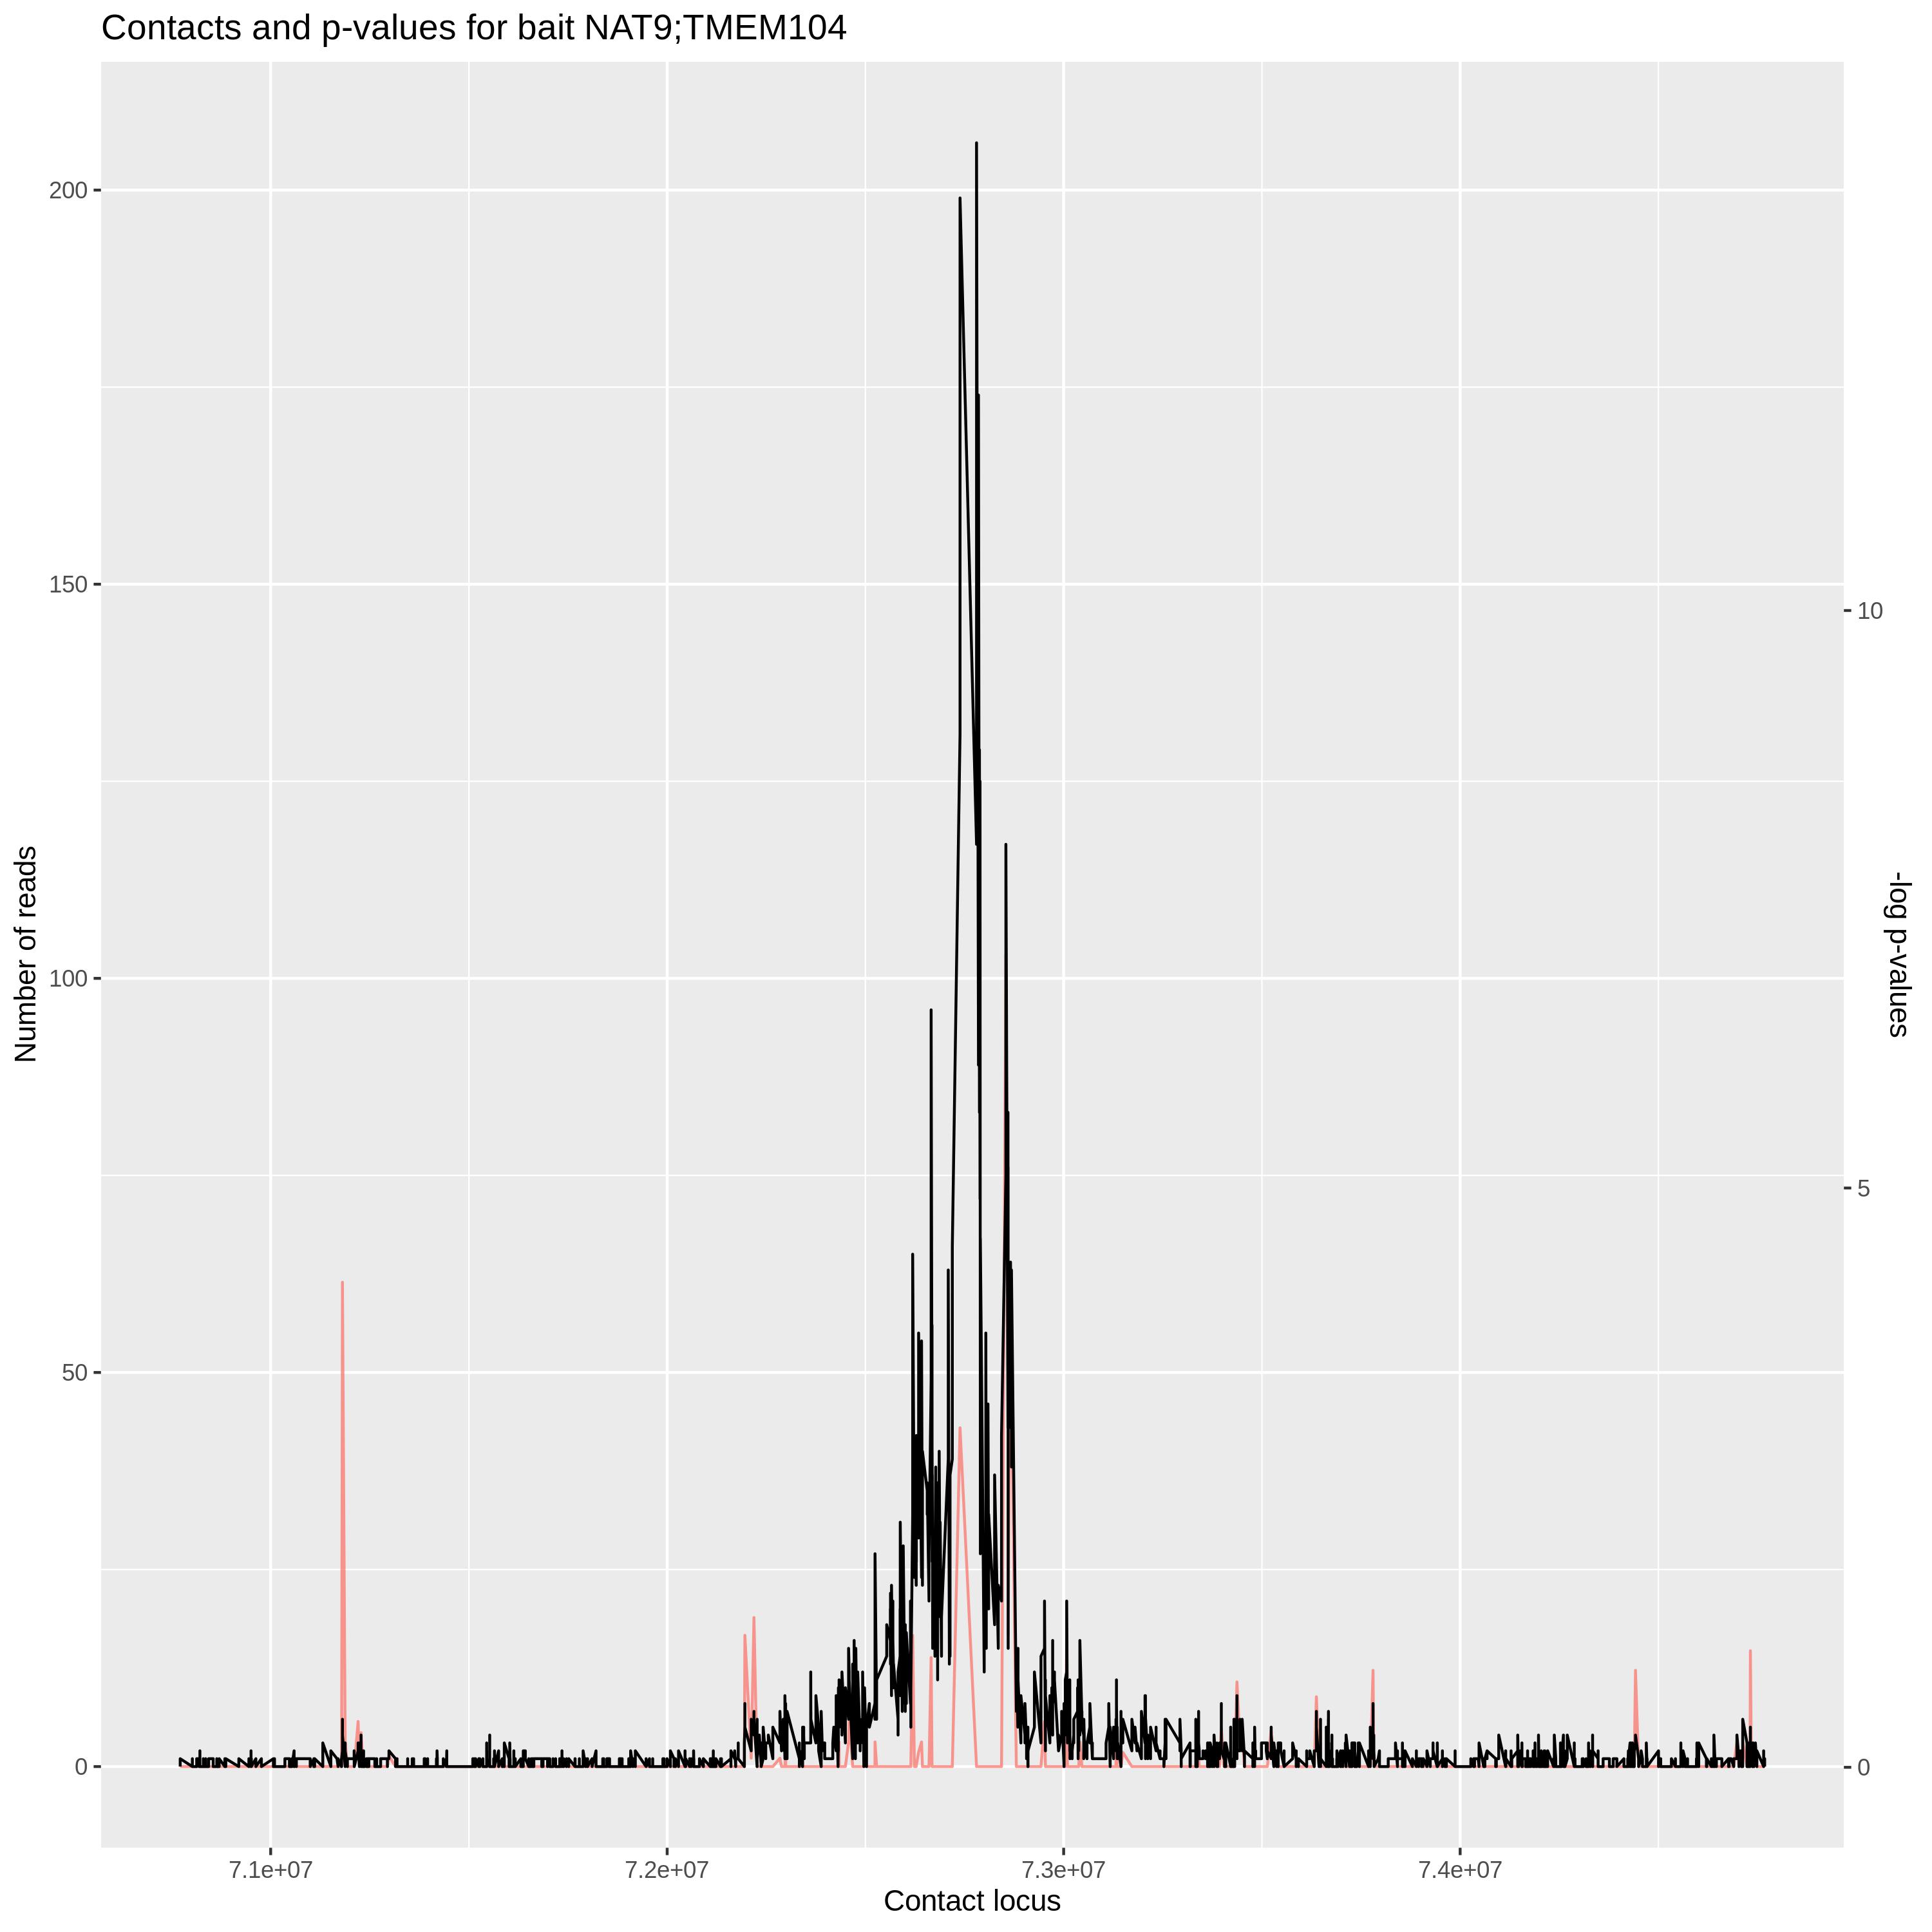 Contacts and p-values for bait NAT9;TMEM104
200
150
100
50
0
Number of reads
10
5
0
-log p-values
7.1e+07
7.2e+07
7.3e+07
7.4e+07
Contact locus